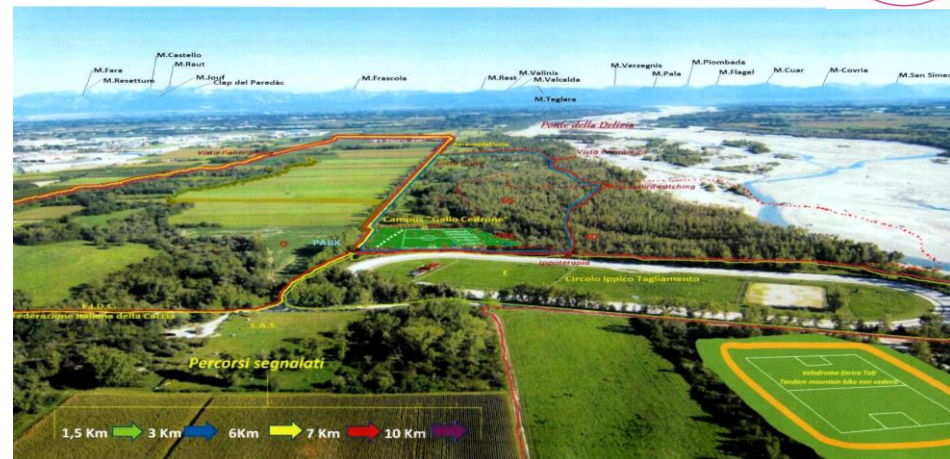 M.Castello
M.Fara
M.Raut
M.Resettum
M.Jouf
Clap del Paredàc
M.Frascola
M.Rest
M.Valinis
M.Valcalda
M.Teglara
M.Verzegnis
M.Pala
M.Piombada
M.Flagel
M.Cuar
M-Covria
M.San Sime
Ponte della Delizia
Vista Panoramica
Birdwatching
Campus "Gallo Cedrone"
PARK
Ippoterapia
E
Circolo Ippico Tagliamento
F.I.D.C.
Federazione Italiana della Caccia
S.A.S.
Percorsi segnalati
Velodromo Enrico Toti
Tandem mountain bike non vedenti
1,5 Km 3 Km 6Km 7 Km 10 Km